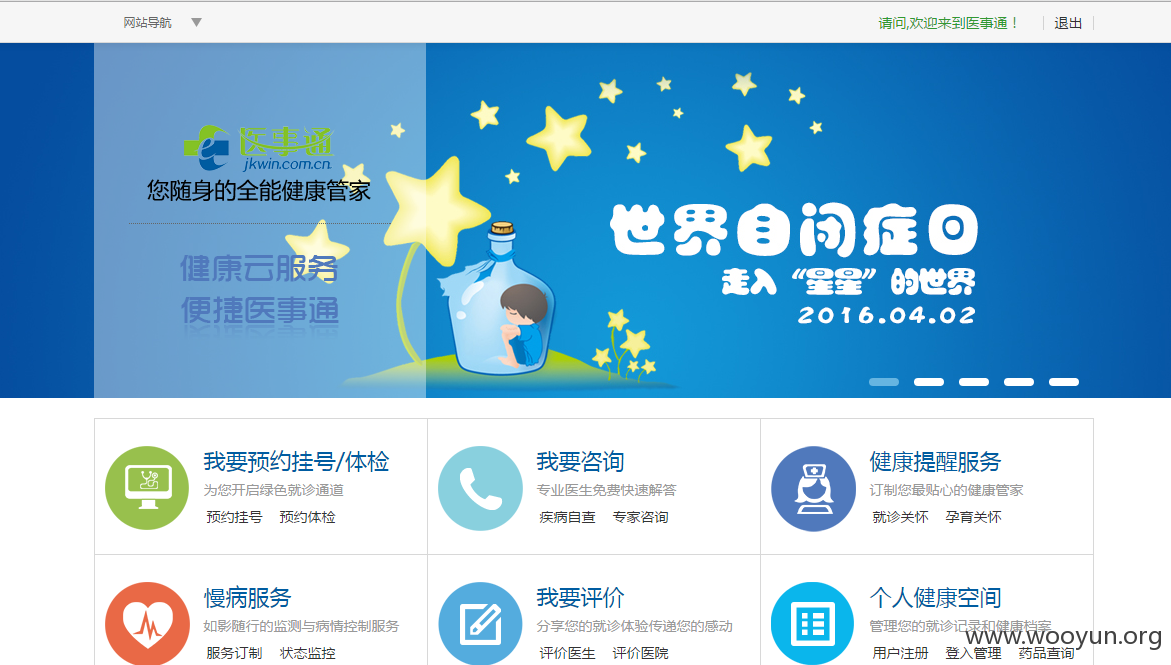 网站导航 ▼
请问,欢迎来到医事通！ 退出
医事通
jkwin.com.cn
您随身的全能健康管家
健康云服务
便捷医事通
世界自闭症日
走入“星星”的世界
2016.04.02
我要预约挂号/体检
为您开启绿色就诊通道
预约挂号 预约体检
我要咨询
专业医生免费快速解答
疾病自查 专家咨询
健康提醒服务
订制您最贴心的健康管家
就诊关怀 孕育关怀
慢病服务
如影随行的监测与病情控制服务
服务订制 状态监控
我要评价
分享您的就诊体验传递您的感动
评价医生 评价医院
个人健康空间
管理您的就诊记录和健康档案
用户注册 登入管理 药品查询
www.wooyun.org